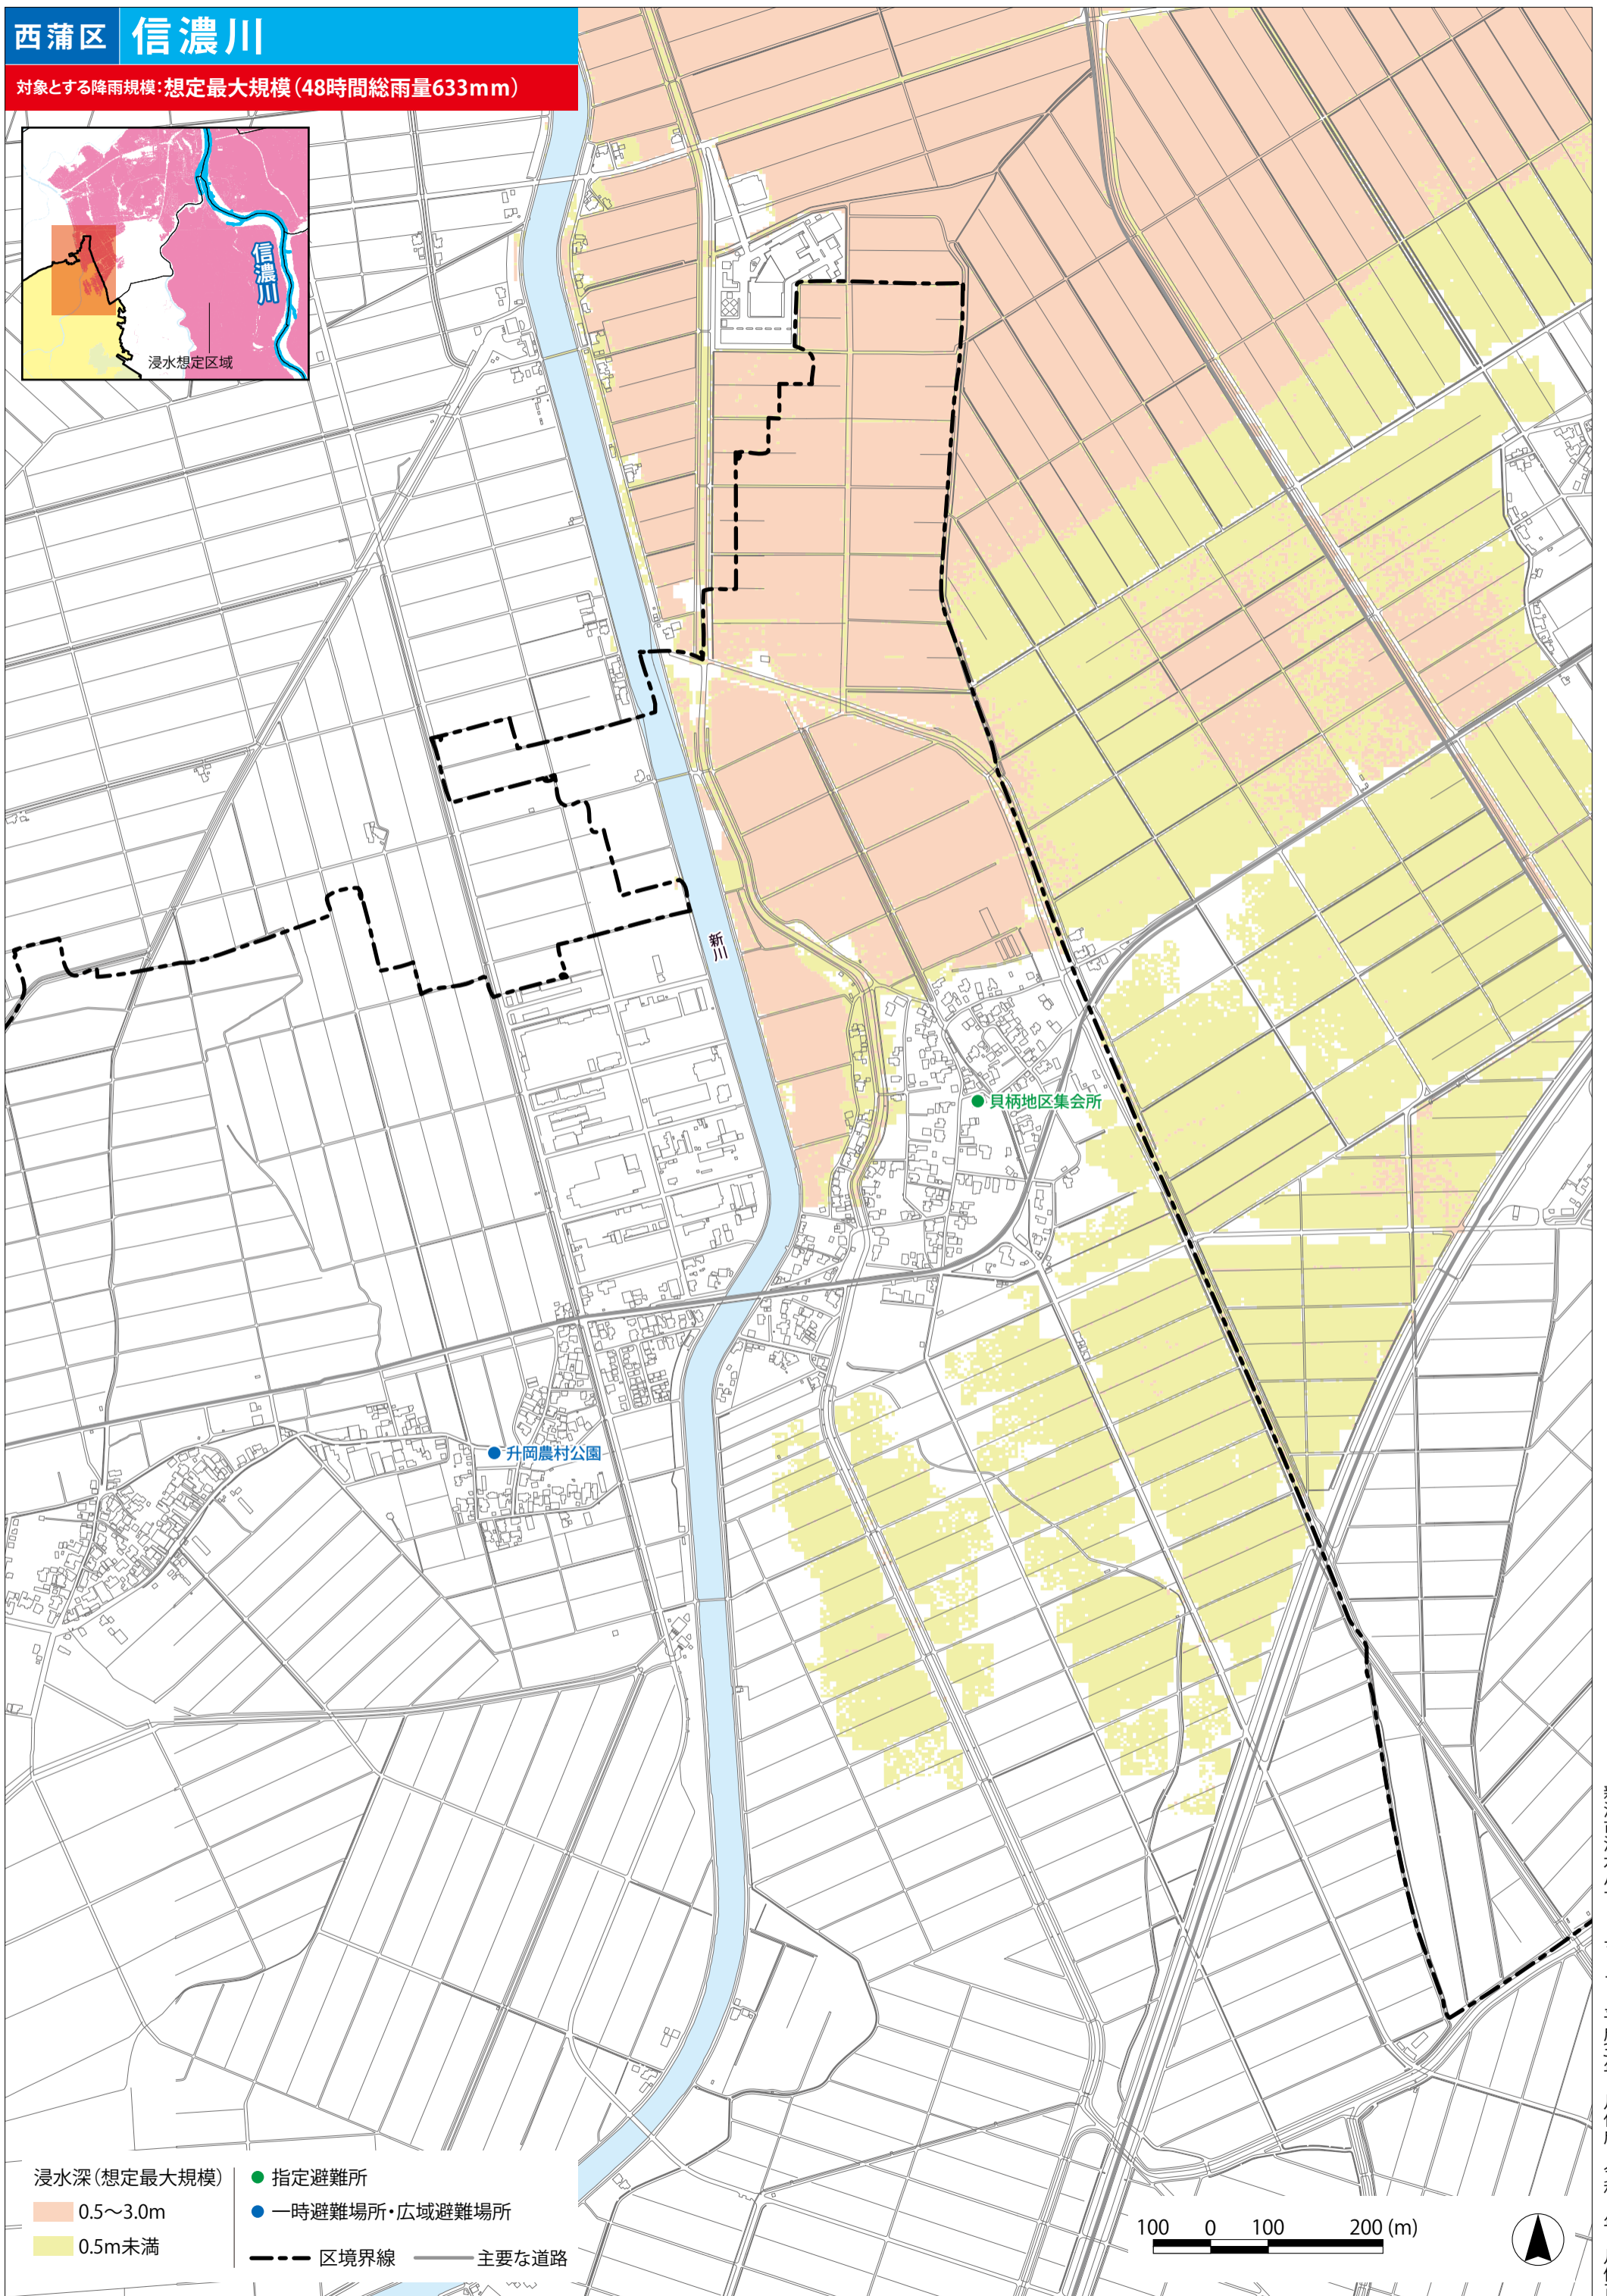 西蒲区 信濃川
対象とする降雨規模：想定最大規模（48時間総雨量633mm）
信濃川
浸水想定区域
新川
貝柄地区集会所
升岡農村公園
浸水深（想定最大規模）
0.5～3.0m
0.5m未満
指定避難所
一時避難場所・広域避難場所
区境界線
主要な道路
100 0 100 200 (m)